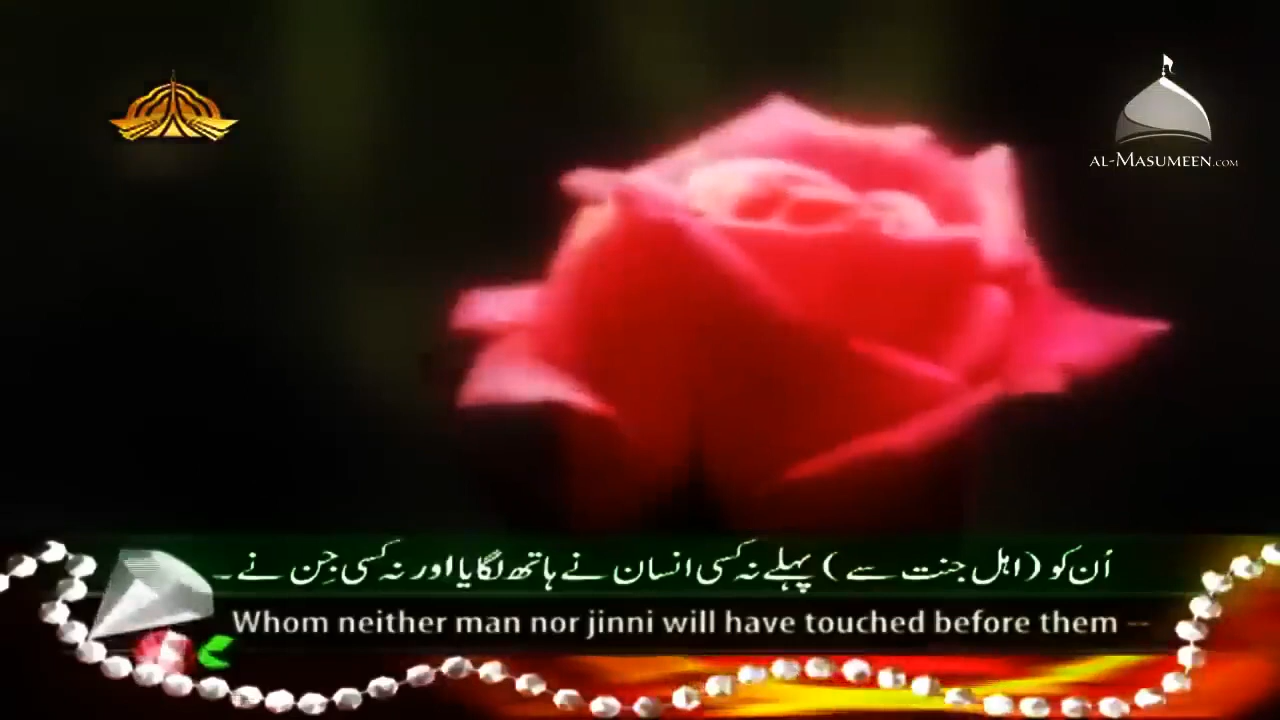 AL-MASUMEEN.COM
اُن کو (اہل جنت سے) پہلے نہ کسی انسان نے ہاتھ لگایا اور نہ کسی جِن نے ۔
Whom neither man nor jinni will have touched before them --